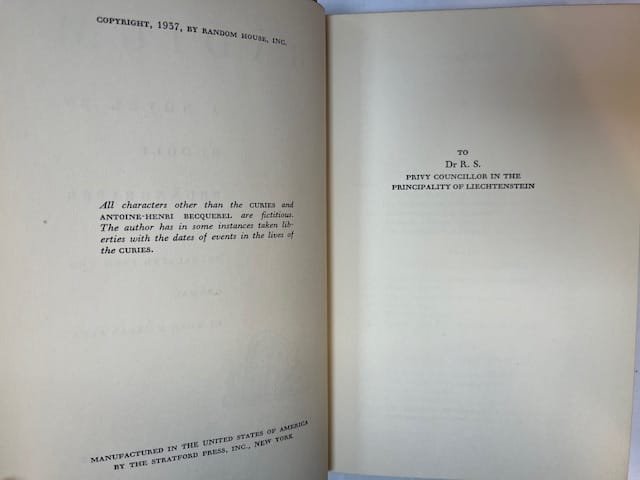 COPYRIGHT, 1937, BY RANDOM HOUSE, INC.
All characters other than the CURIES and
ANTOINE-HENRI BECQUEREL are fictitious.
The author has in some instances taken lib-
erties with the dates of events in the lives of
the CURIES.
MANUFACTURED IN THE UNITED STATES OF AMERICA
BY THE STRATFORD PRESS, INC., NEW YORK
TO
Dr R. S.
PRIVY COUNCILLOR IN THE
PRINCIPALITY OF LIECHTENSTEIN